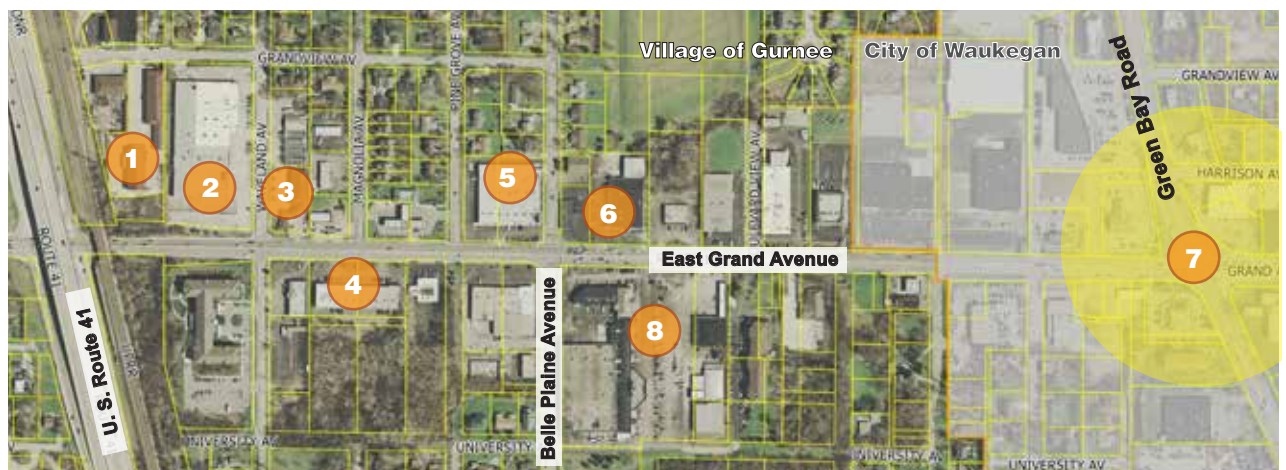 DNR
GRANDVIEW AV
PINE GROVE AV
Village of Gurnee
City of Waukegan
Green Bay Road
GRANDVIEW AV
1
2
3
MAGNOLIA AV
5
6
HARRISON AV
7
ROUTE 41
U. S. Route 41
4
Belle Plaine Avenue
East Grand Avenue
GRAND
8
UNIVERSITY AV
UNIVERSITY
UNIVERSITY AV
UNIVERSITY AV